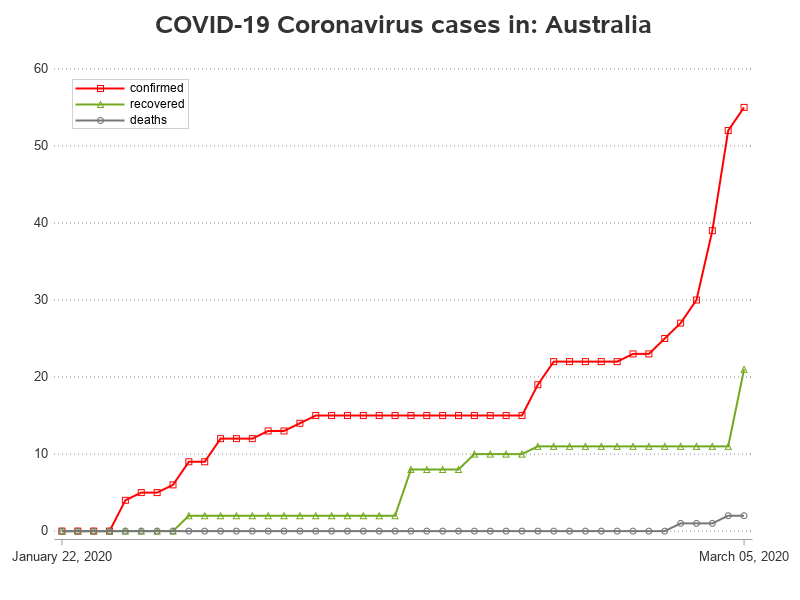 COVID-19 Coronavirus cases in: Australia
60
confirmed
recovered
deaths
50
40
30
20
10
0
January 22, 2020
March 05, 2020